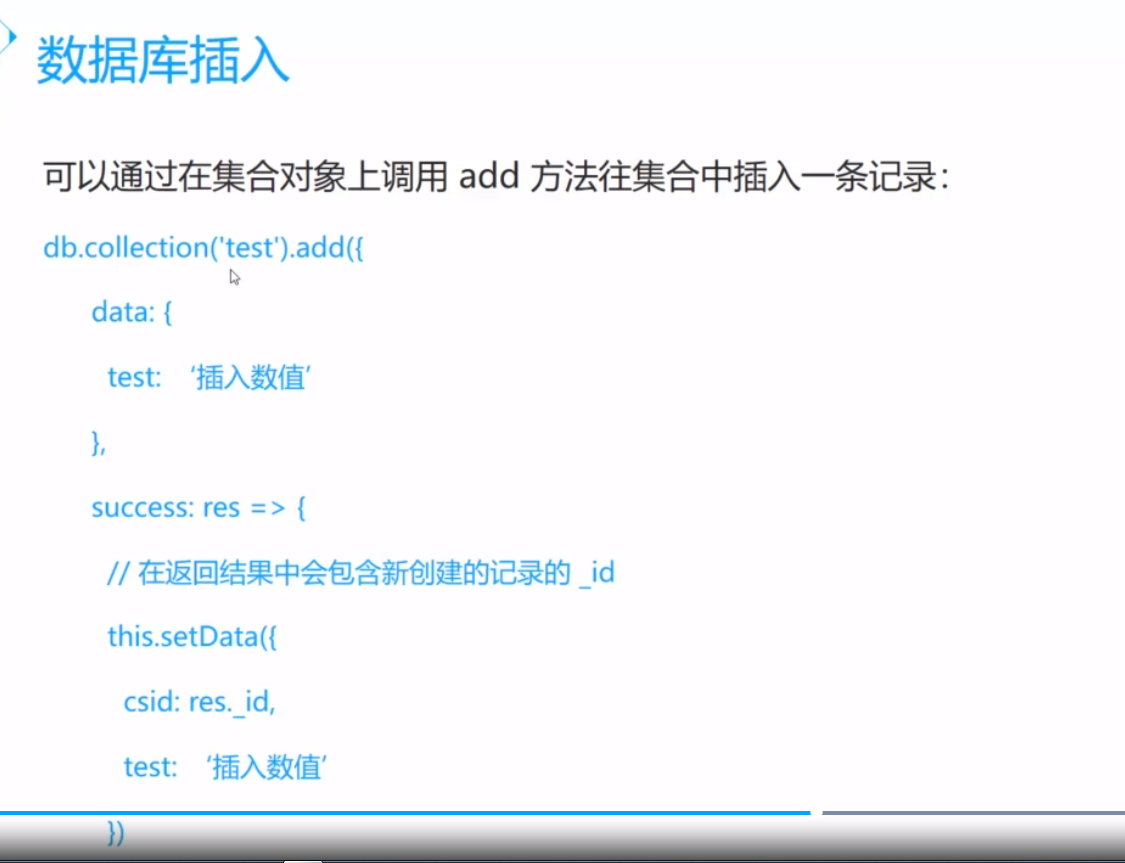 数据库插入
可以通过在集合对象上调用 add 方法往集合中插入一条记录：
db.collection('test').add({
data: {
test: ‘插入数值’
},
success: res => {
// 在返回结果中会包含新创建的记录的 _id
this.setData({
csid: res._id,
test: ‘插入数值’
})